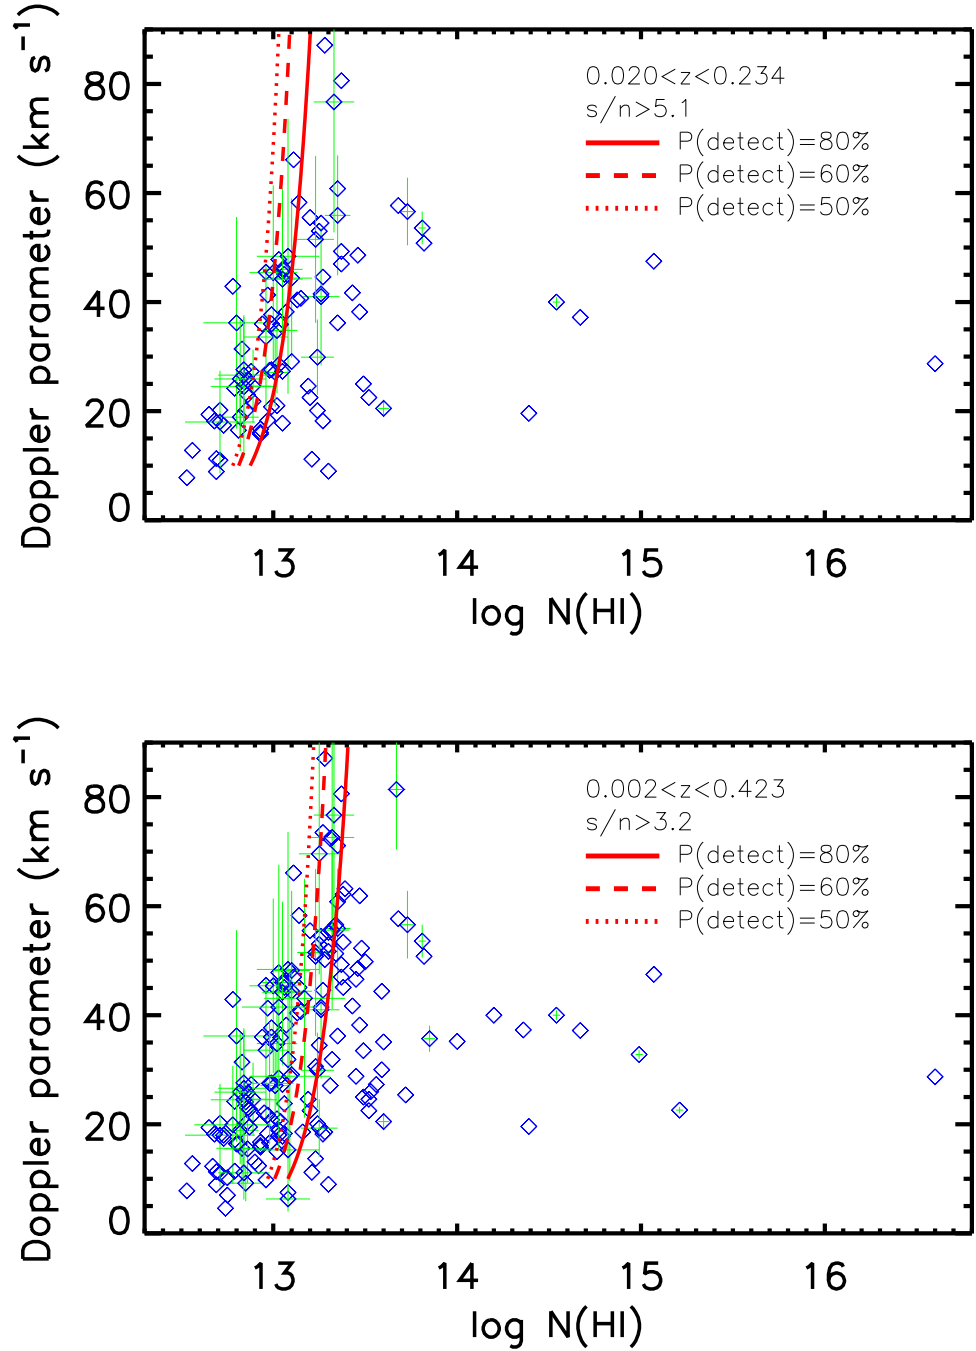 Doppler parameter (km s⁻¹)
80
60
40
20
0
0.020<z<0.234
s/n>5.1
P(detect)=80%
P(detect)=60%
P(detect)=50%
13 14 15 16
log N(HI)
Doppler parameter (km s⁻¹)
80
60
40
20
0
0.002<z<0.423
s/n>3.2
P(detect)=80%
P(detect)=60%
P(detect)=50%
13 14 15 16
log N(HI)